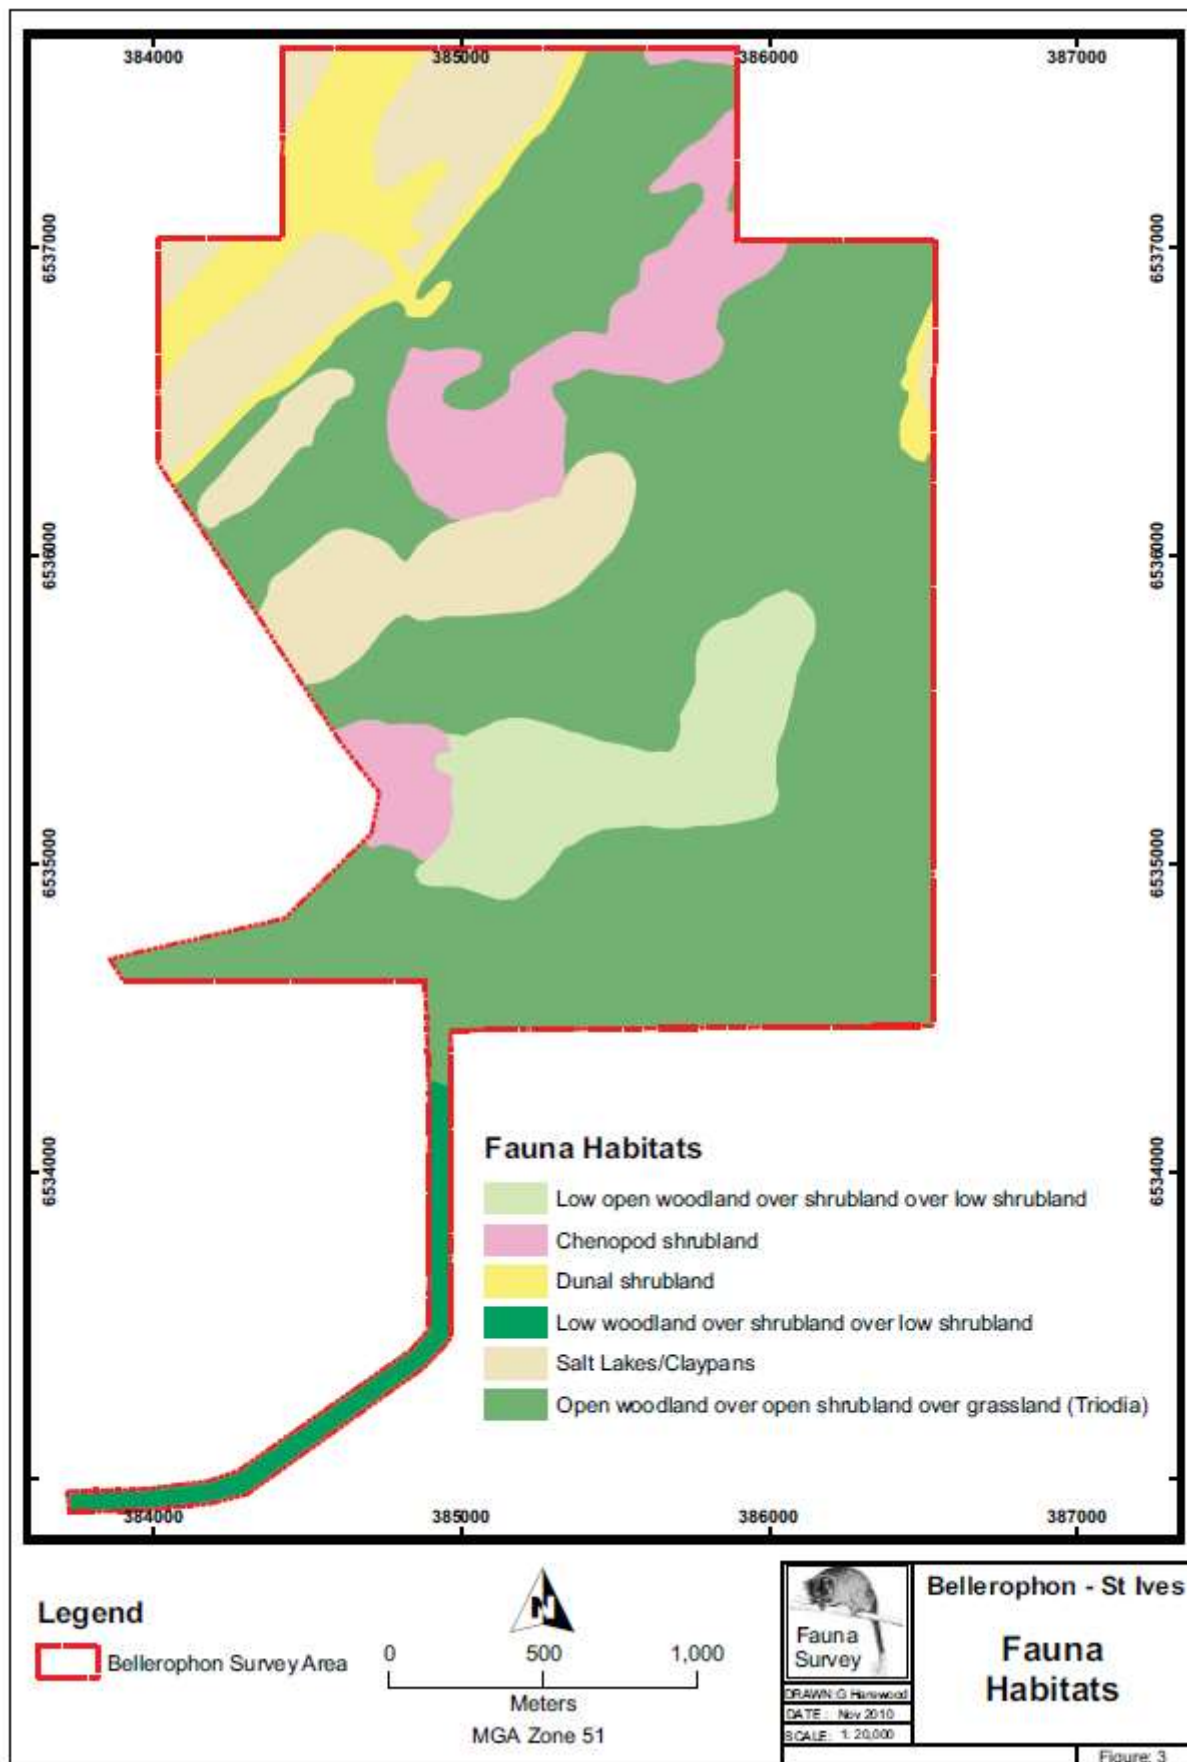 384000 385000 386000 387000
6537000 6537000
6536000 6536000
6535000 6535000
6534000 6534000
Fauna Habitats
Low open woodland over shrubland over low shrubland
Chenopod shrubland
Dunal shrubland
Low woodland over shrubland over low shrubland
Salt Lakes/Claypans
Open woodland over open shrubland over grassland (Triodia)
384000 385000 386000 387000
Legend
Bellerophon Survey Area
N
0 500 1,000
Meters
MGA Zone 51
Fauna
Survey
DRAWN: G
DATE: Nov 2010
SCALE: 1: 20,000
Bellerophon - St Ives
Fauna
Habitats
Figure: 3